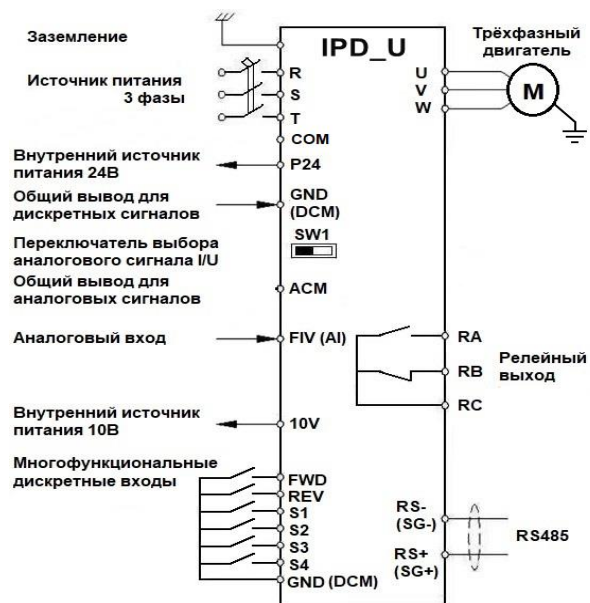 Заземление
IPD_U
Трёхфазный
двигатель
Источник питания
3 фазы
R
S
T
U
V
W
M
COM
Внутренний источник
питания 24В
P24
Общий вывод для
дискретных сигналов
GND
(DCM)
Переключатель выбора
аналогового сигнала I/U
SW1
Общий вывод для
аналоговых сигналов
ACM
Аналоговый вход
FIV (AI)
RA
RB
RC
Релейный
выход
Внутренний источник
питания 10В
10V
Многофункциональные
дискретные входы
FWD
REV
S1
S2
S3
S4
GND (DCM)
RS-
(SG-)
RS+
(SG+)
RS485